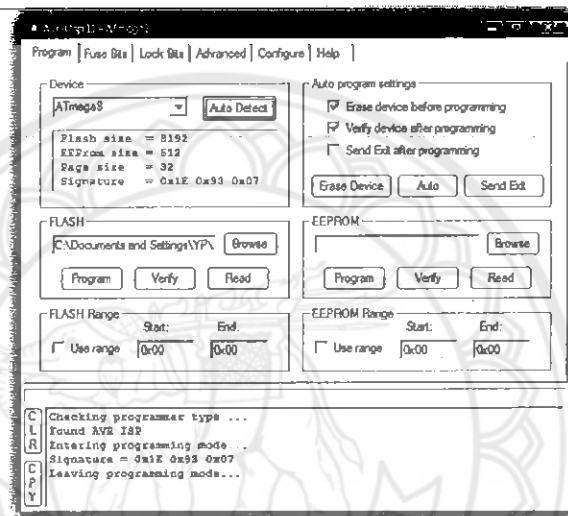 Program | Fuse Bits | Lock Bits | Advanced | Configure | Help
Device
ATmega8
Auto Detect
Flash size = 8192
EEProm size = 512
Page size = 32
Signature = 0x1E 0x93 0x07
Auto program settings
Erase device before programming
Verify device after programming
Send Exit after programming
Erase Device
Auto
Send Exit
FLASH
C:\Documents and Settings\YP\
Browse
Program
Verify
Read
EEPROM
Browse
Program
Verify
Read
FLASH Range
Start:
End:
Use range
0x00
0x00
EEPROM Range
Start:
End:
Use range
0x00
0x00
CLR
CPY
Checking programmer type ...
Found AVR ISP
Entering programming mode...
Signature = 0x1E 0x93 0x07
Leaving programming mode...